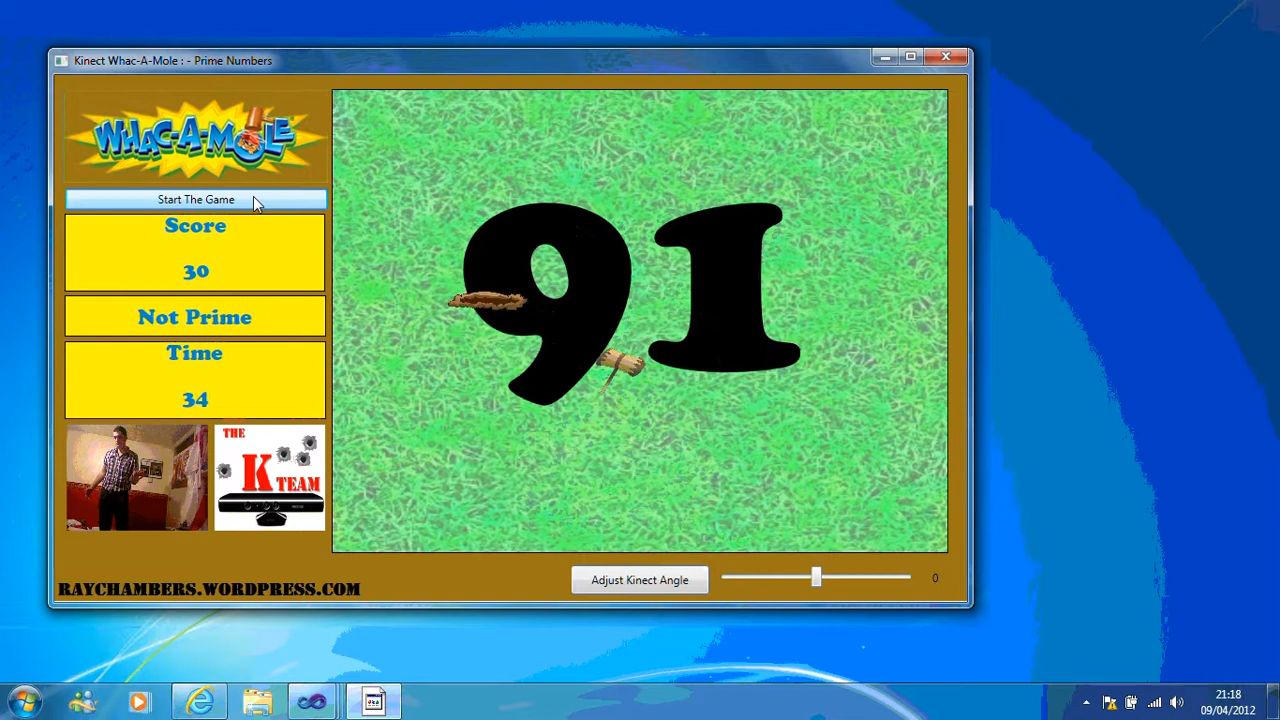 Kinect Whac-A-Mole : - Prime Numbers
WHAC-A-MOLE
Start The Game
Score
30
Not Prime
Time
34
THE
K
TEAM
91
RAYCHAMBERS.WORDPRESS.COM
Adjust Kinect Angle
0
21:18
09/04/2012